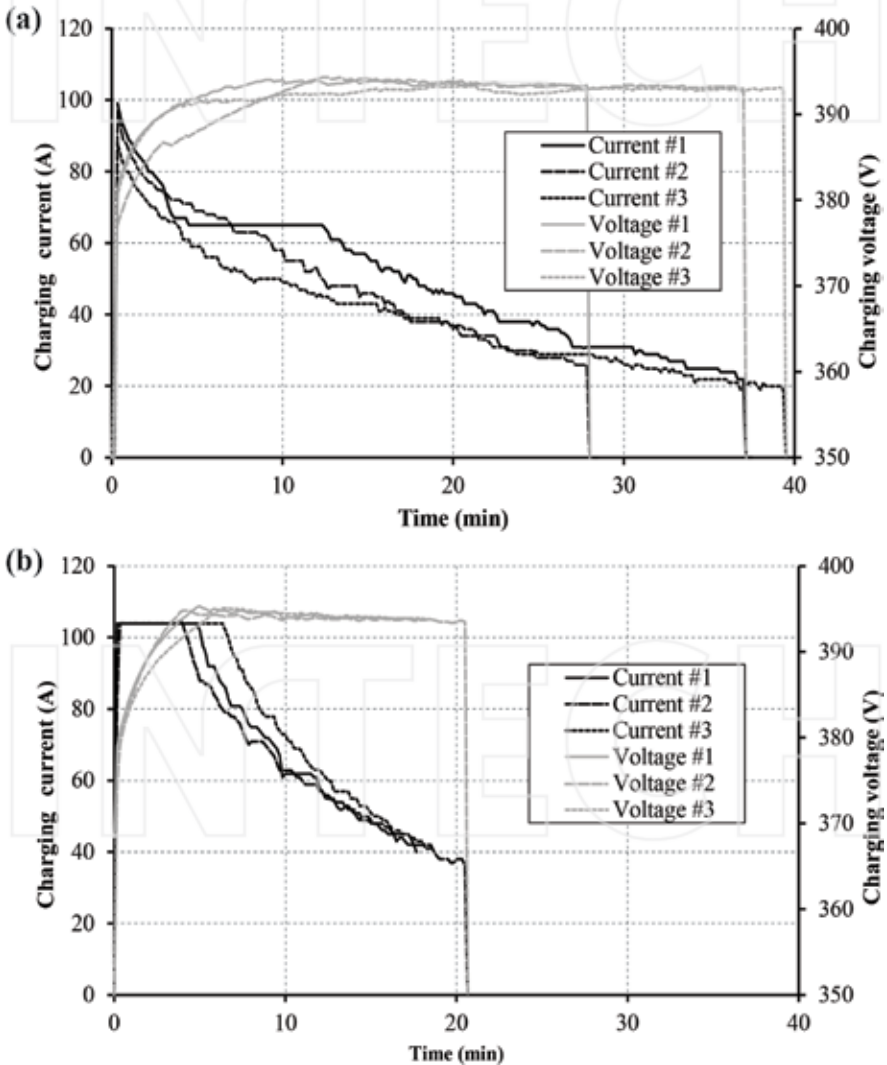 INTECH
(a)
120
100
80
60
40
20
0
Charging current (A)
400
390
380
370
360
350
Charging voltage (V)
Current #1
Current #2
Current #3
Voltage #1
Voltage #2
Voltage #3
0 10 20 30 40
Time (min)
(b)
INTECH
120
100
80
60
40
20
0
Charging current (A)
400
390
380
370
360
350
Charging voltage (V)
Current #1
Current #2
Current #3
Voltage #1
Voltage #2
Voltage #3
0 10 20 30 40
Time (min)